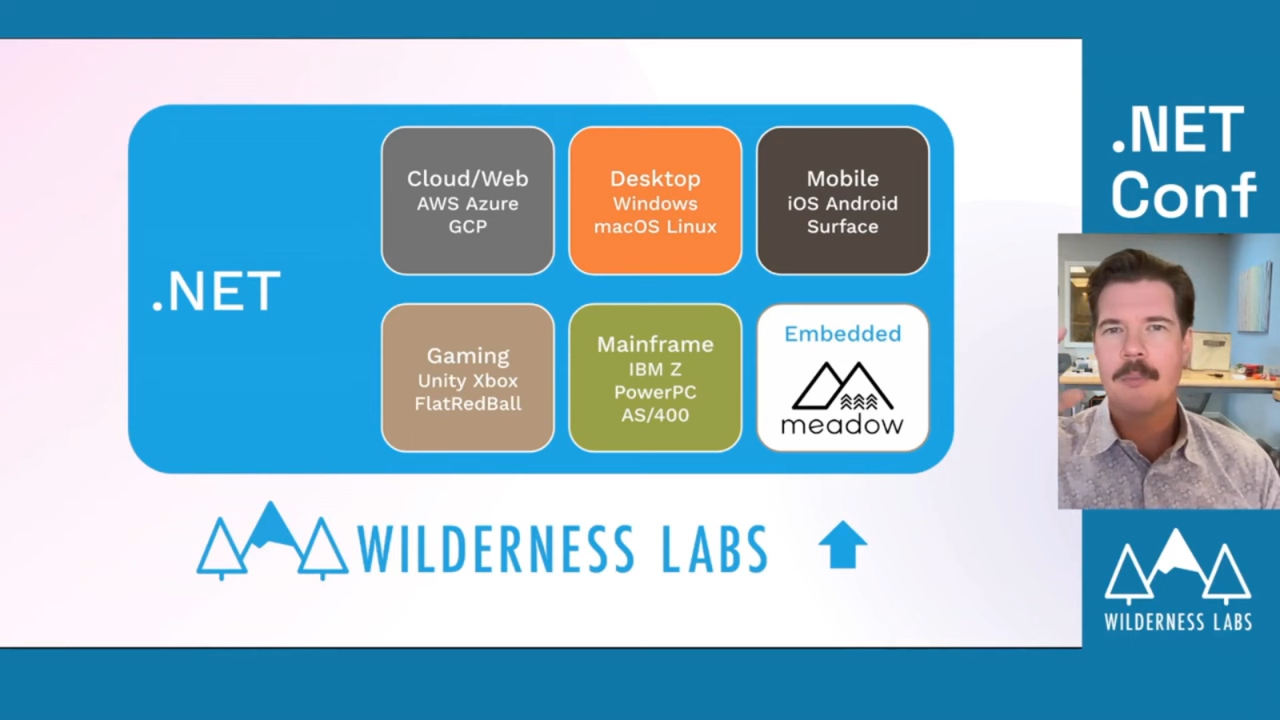 .NET
Cloud/Web
AWS Azure
GCP
Desktop
Windows
macOS Linux
Mobile
iOS Android
Surface
Gaming
Unity Xbox
FlatRedBall
Mainframe
IBM Z
PowerPC
AS/400
Embedded
meadow
WILDERNESS LABS
.NET
Conf
WILDERNESS LABS